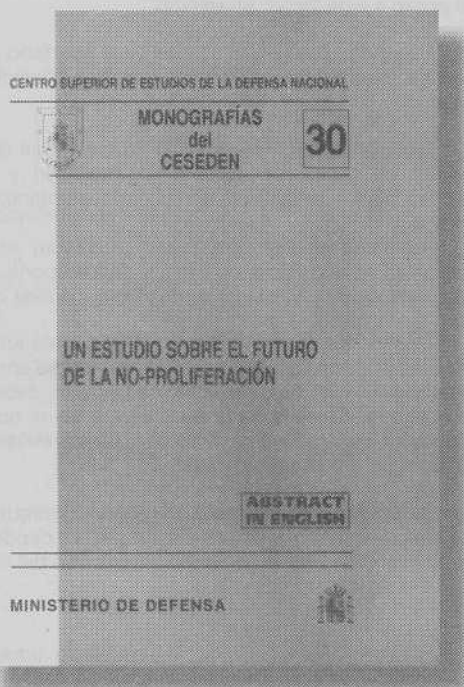 CENTRO SUPERIOR DE ESTUDIOS DE LA DEFENSA NACIONAL
MONOGRAFÍAS
del
CESEDEN
30
UN ESTUDIO SOBRE EL FUTURO
DE LA NO-PROLIFERACIÓN
ABSTRACT
IN ENGLISH
MINISTERIO DE DEFENSA